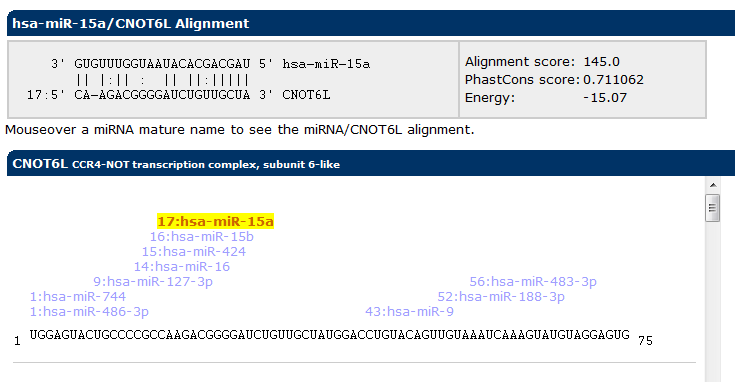 hsa-miR-15a/CNOT6L Alignment
3' GUGUUUGGUAAUACACGACGAU 5' hsa-miR-15a
|| |:|| :  || ||:|||||
17:5' CA-AGACGGGGAUCUGUUGCUA 3' CNOT6L
Alignment score: 145.0
PhastCons score: 0.711062
Energy: -15.07
Mouseover a miRNA mature name to see the miRNA/CNOT6L alignment.
CNOT6L CCR4-NOT transcription complex, subunit 6-like
17:hsa-miR-15a
16:hsa-miR-15b
15:hsa-miR-424
14:hsa-miR-16
9:hsa-miR-127-3p 56:hsa-miR-483-3p
1:hsa-miR-744 52:hsa-miR-188-3p
1:hsa-miR-486-3p 43:hsa-miR-9
1 UGGAGUACUGCCCCGCCAAGACGGGGAUCUGUUGCUAUGGACCUGUACAGUUGUAAAUCAAAGUAUGUAGGAGUG 75